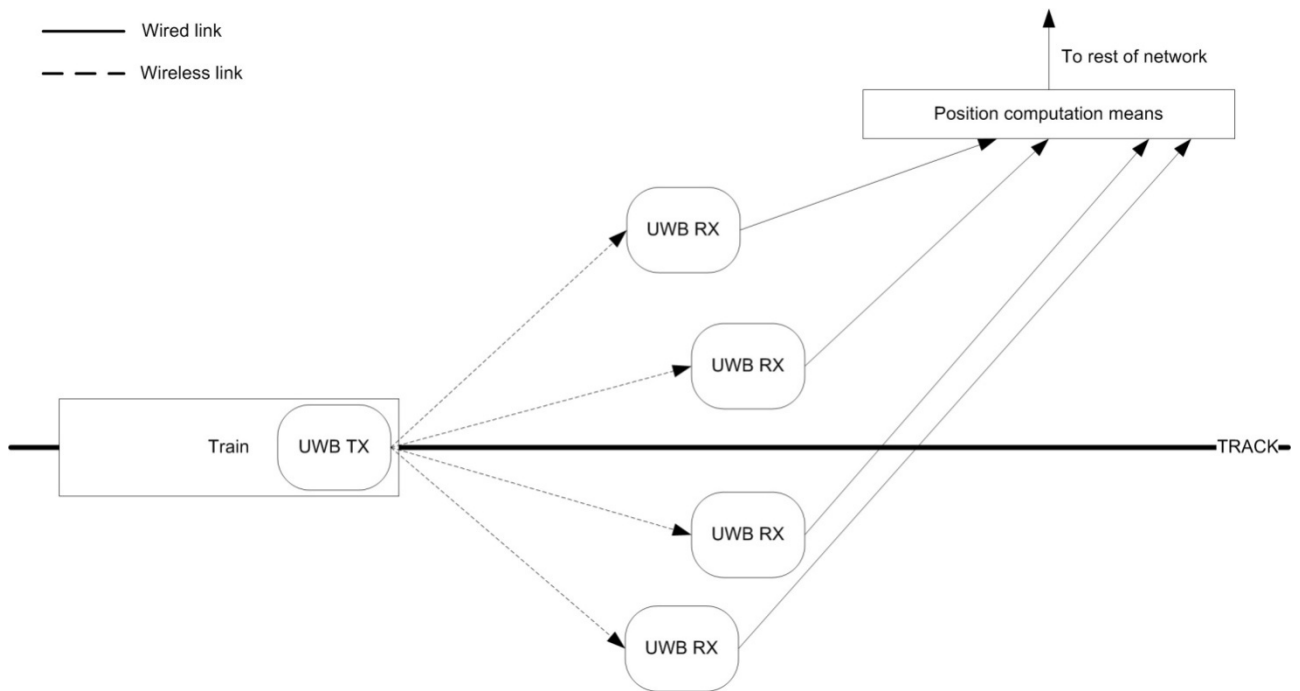 Wired link
Wireless link
To rest of network
Position computation means
UWB RX
UWB RX
Train
UWB TX
TRACK
UWB RX
UWB RX